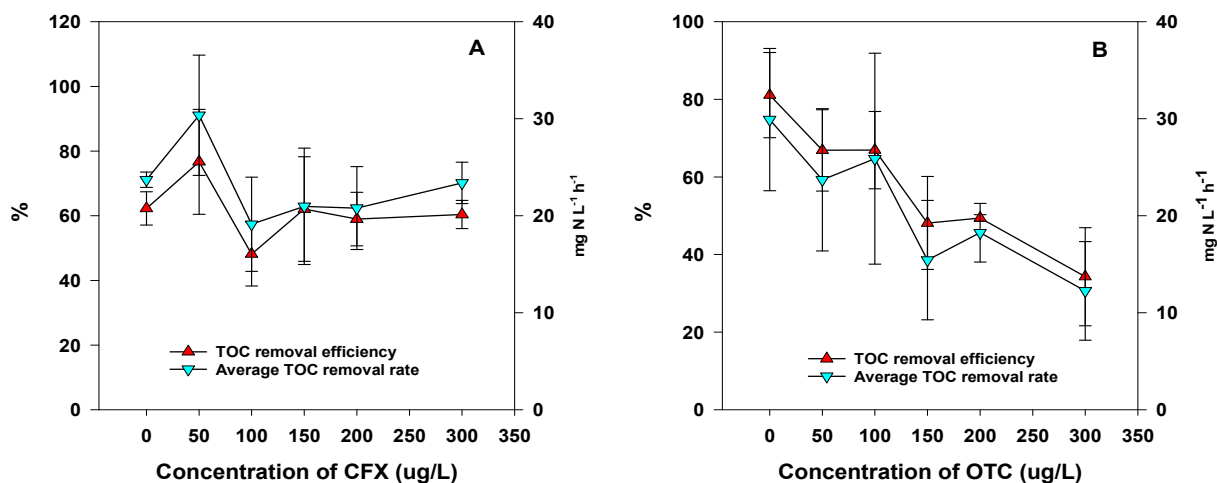 A
120
100
80
60
40
20
0
%
40
30
20
10
0
mg N L⁻¹ h⁻¹
TOC removal efficiency
Average TOC removal rate
0 50 100 150 200 250 300 350
Concentration of CFX (ug/L)
B
100
80
60
40
20
0
%
40
30
20
10
0
mg N L⁻¹ h⁻¹
TOC removal efficiency
Average TOC removal rate
0 50 100 150 200 250 300 350
Concentration of OTC (ug/L)